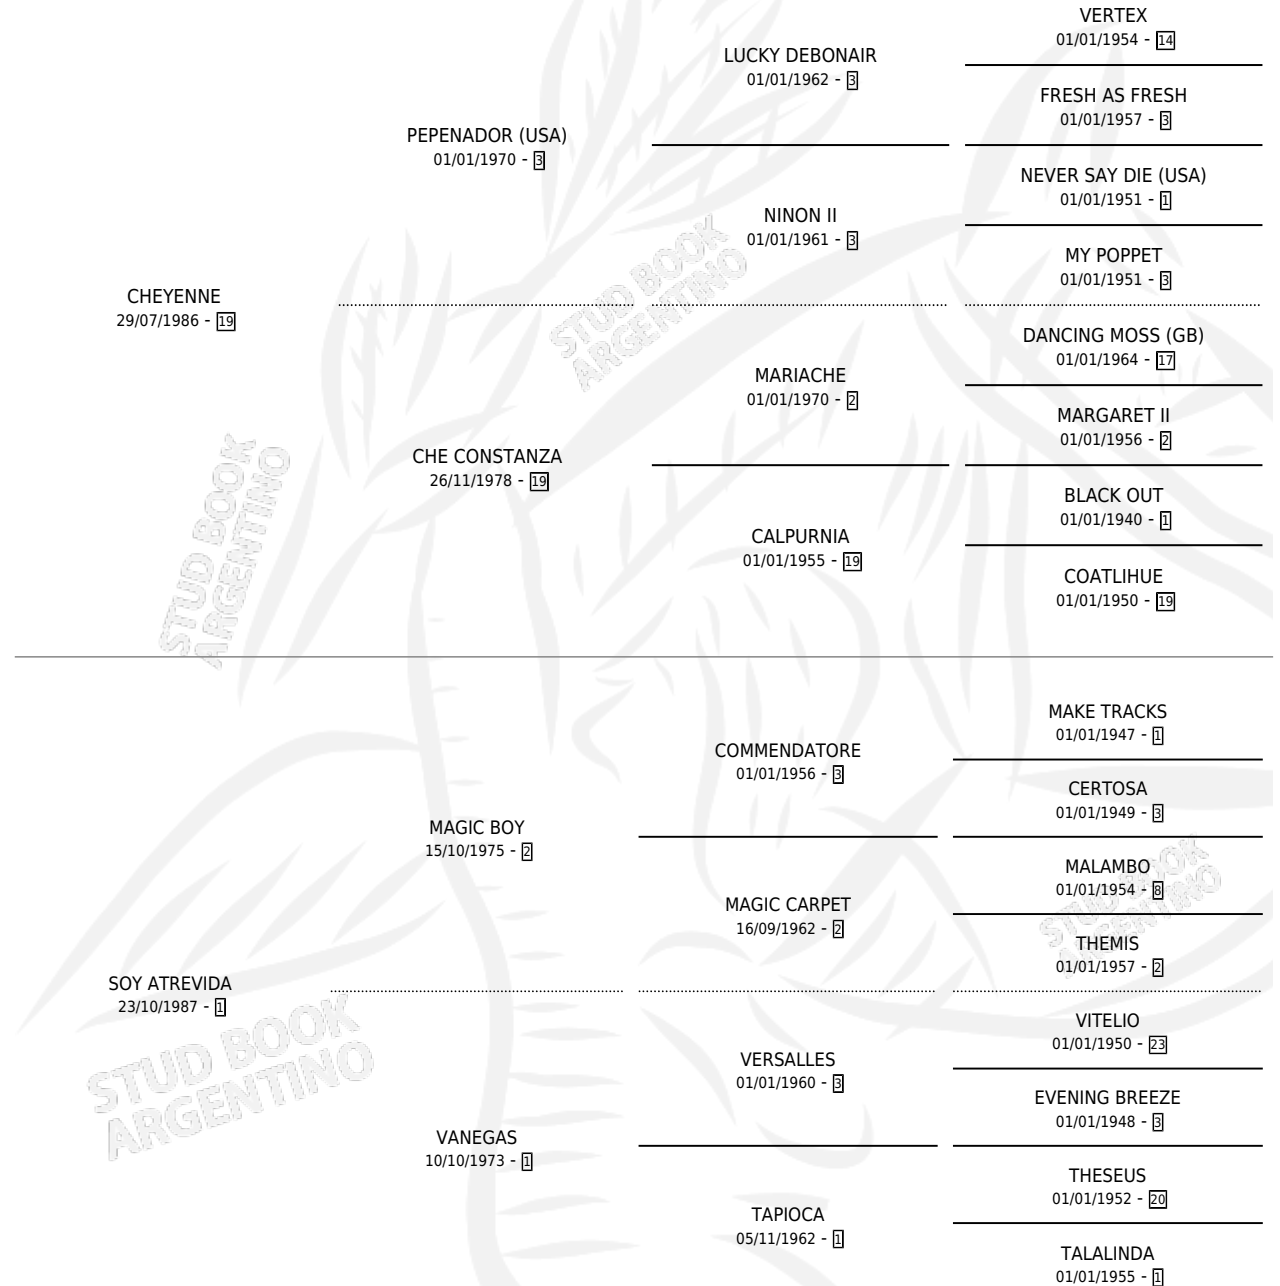 VERTEX
01/01/1954 - 14
LUCKY DEBONAIR
01/01/1962 - 3
FRESH AS FRESH
01/01/1957 - 3
PEPENADOR (USA)
01/01/1970 - 3
NEVER SAY DIE (USA)
01/01/1951 - 1
NINON II
01/01/1961 - 3
MY POPPET
01/01/1951 - 3
CHEYENNE
29/07/1986 - 19
DANCING MOSS (GB)
01/01/1964 - 17
MARIACHE
01/01/1970 - 2
MARGARET II
01/01/1956 - 2
CHE CONSTANZA
26/11/1978 - 19
BLACK OUT
01/01/1940 - 1
CALPURNIA
01/01/1955 - 19
COATLIHUE
01/01/1950 - 19
MAKE TRACKS
01/01/1947 - 1
COMMENDATORE
01/01/1956 - 3
CERTOSA
01/01/1949 - 3
MAGIC BOY
15/10/1975 - 2
MALAMBO
01/01/1954 - 8
MAGIC CARPET
16/09/1962 - 2
THEMIS
01/01/1957 - 2
SOY ATREVIDA
23/10/1987 - 1
VITELIO
01/01/1950 - 23
VERSALLES
01/01/1960 - 3
EVENING BREEZE
01/01/1948 - 3
VANEGAS
10/10/1973 - 1
THESEUS
01/01/1952 - 20
TAPIOCA
05/11/1962 - 1
TALALINDA
01/01/1955 - 1
STUD BOOK
ARGENTINO
STUD BOOK
ARGENTINO
STUD BOOK
ARGENTINO
STUD BOOK
ARGENTINO